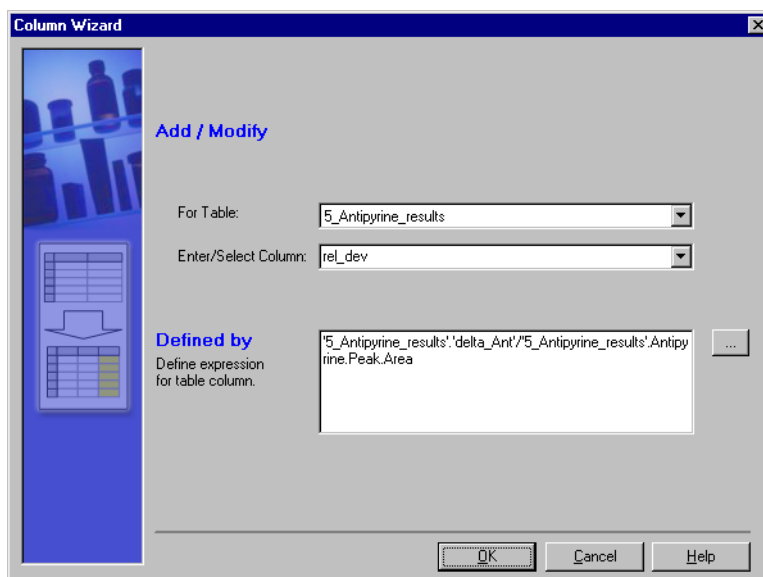 Column Wizard
Add / Modify
For Table:
5_Antipyrine_results
Enter/Select Column:
rel_dev
Defined by
Define expression
for table column.
'5_Antipyrine_results'.'delta_Ant'/'5_Antipyrine_results'.Antipy
rine.Peak.Area
...
OK
Cancel
Help